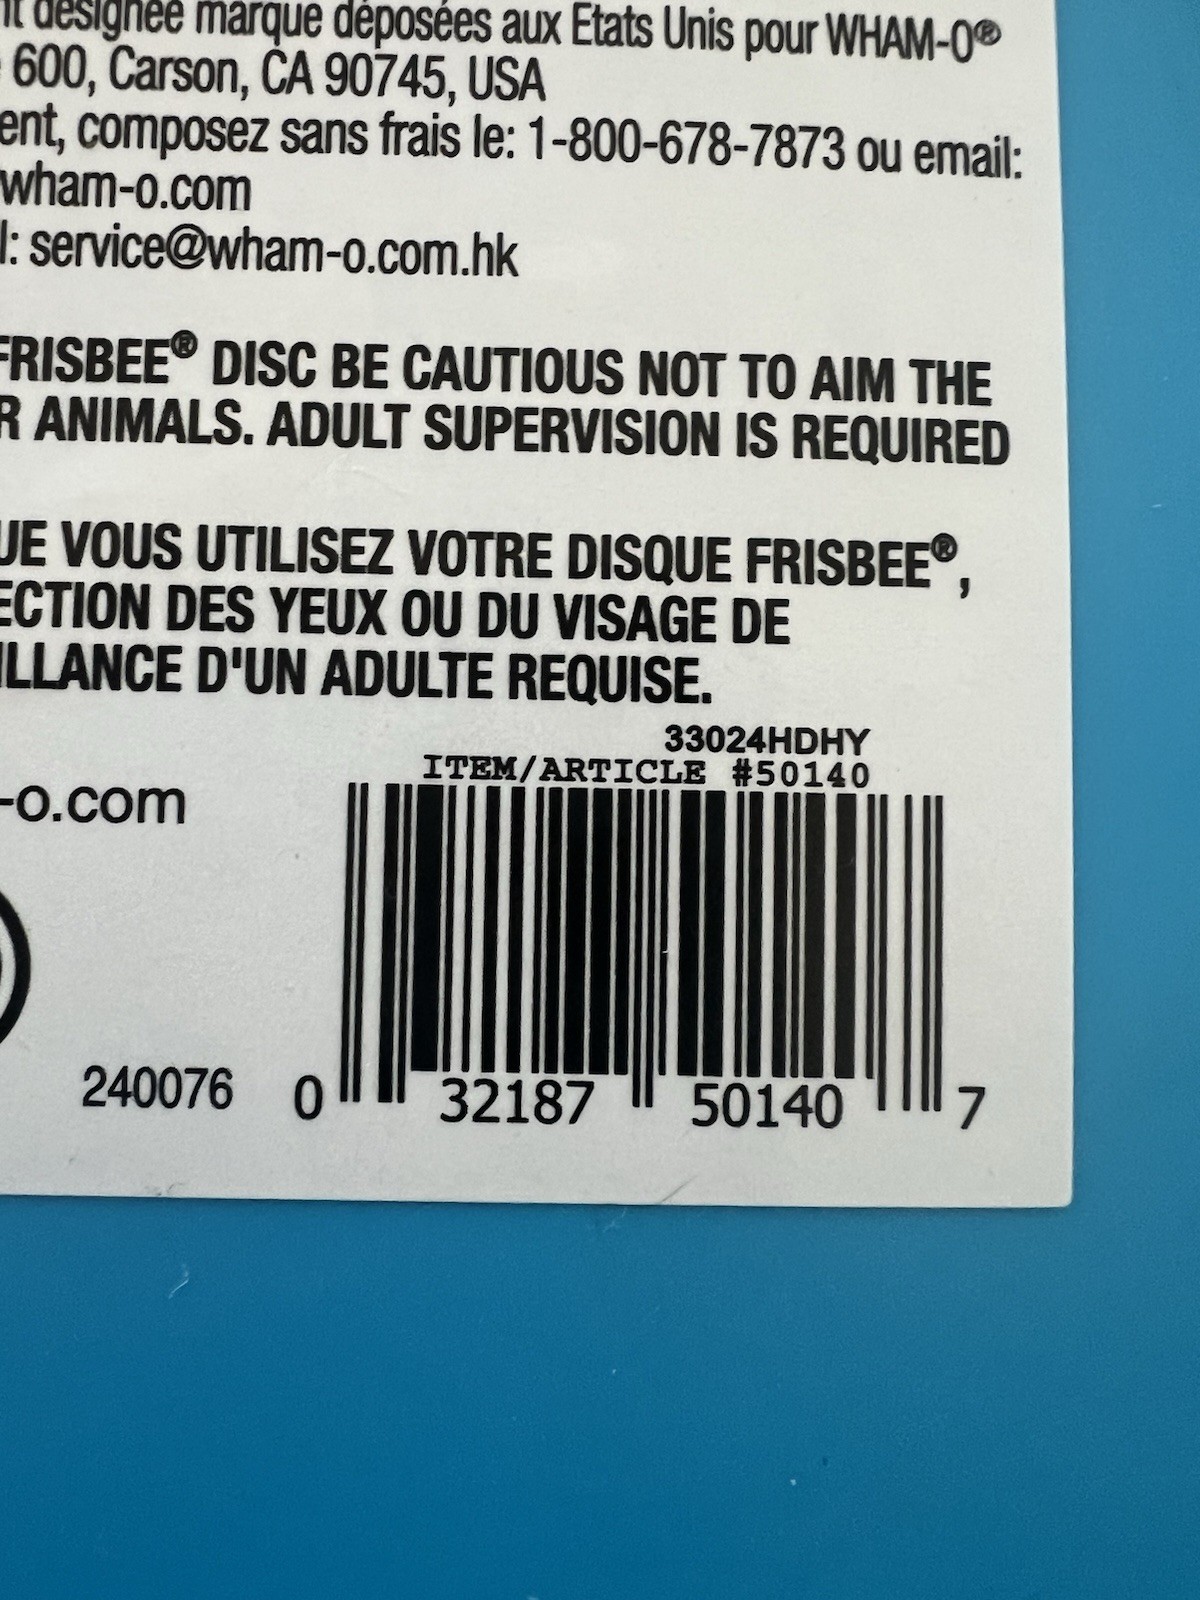 désignée marque déposées aux Etats Unis pour WHAM-O®
600, Carson, CA 90745, USA
ent, composez sans frais le: 1-800-678-7873 ou email:
wham-o.com
l: service@wham-o.com.hk
FRISBEE® DISC BE CAUTIOUS NOT TO AIM THE
R ANIMALS. ADULT SUPERVISION IS REQUIRED
UE VOUS UTILISEZ VOTRE DISQUE FRISBEE®,
ECTION DES YEUX OU DU VISAGE DE
ILLANCE D'UN ADULTE REQUISE.
33024HDHY
ITEM/ARTICLE #50140
-o.com
240076 0 32187 50140 7